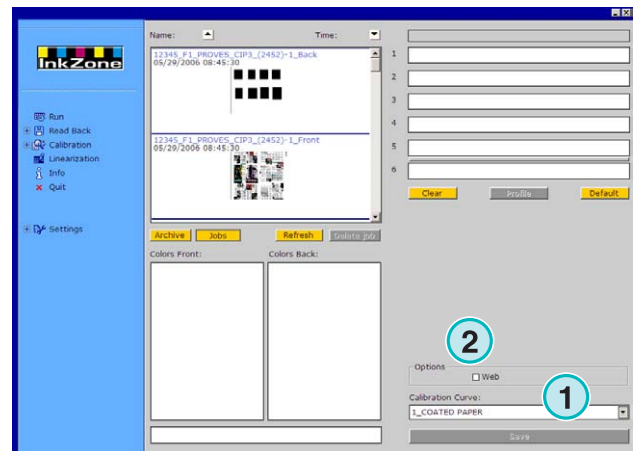 InkZone
Run
Read Back
Calibration
Linearization
Info
Quit
Settings
Name:
Time:
12345_F1_PROVES_CIP3_(2452)-1_Back
05/29/2006 08:45:30
12345_F1_PROVES_CIP3_(2452)-1_Front
05/29/2006 08:45:30
Archive
Jobs
Refresh
Delete job
Colors Front:
Colors Back:
1
2
3
4
5
6
Clear
Profile
Default
2
Options
Web
1
Calibration Curve:
1_COATED PAPER
Save